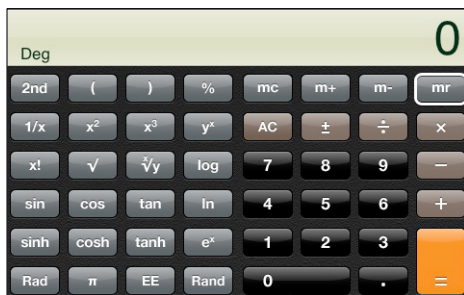 0
Deg
2nd ( ) % mc m+ m- mr
1/x x² x³ yˣ AC ± ÷ ×
x! √ ˣ√y log 7 8 9 −
sin cos tan ln 4 5 6 +
sinh cosh tanh eˣ 1 2 3
Rad π EE Rand 0 . =